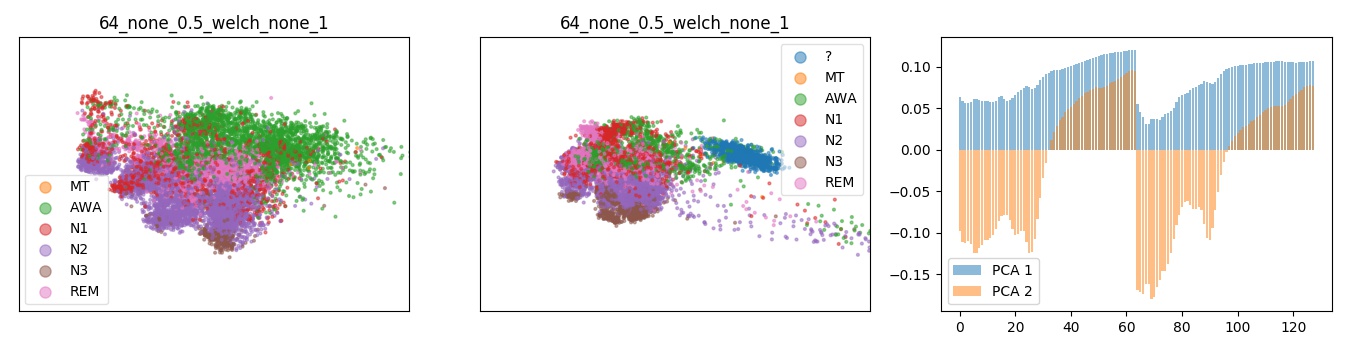 64_none_0.5_welch_none_1
MT
AWA
N1
N2
N3
REM
64_none_0.5_welch_none_1
?
MT
AWA
N1
N2
N3
REM
0.10
0.05
0.00
−0.05
−0.10
−0.15
PCA 1
PCA 2
0 20 40 60 80 100 120